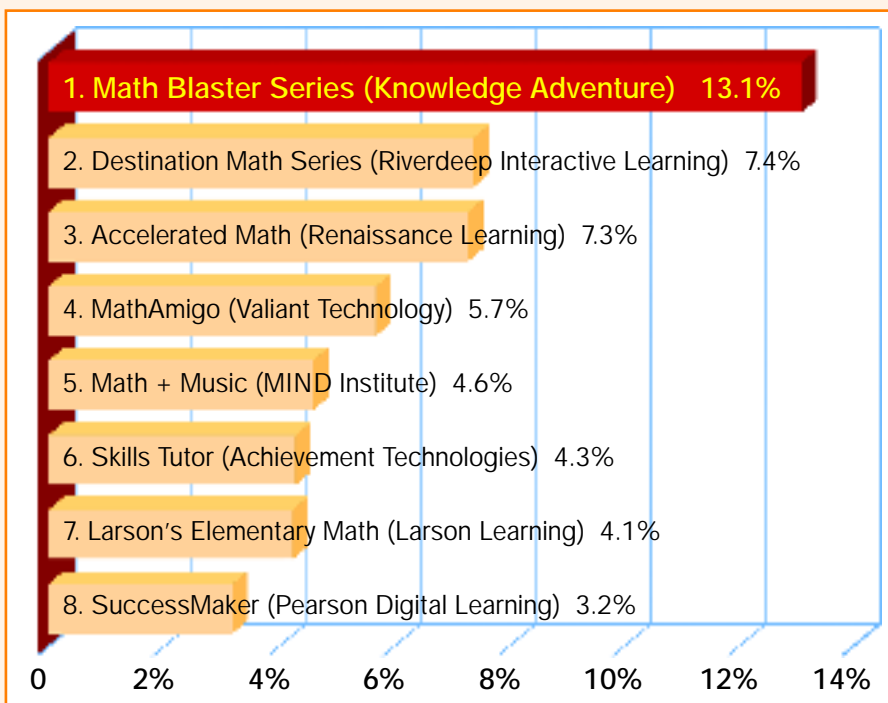 1. Math Blaster Series (Knowledge Adventure) 13.1%
2. Destination Math Series (Riverdeep Interactive Learning) 7.4%
3. Accelerated Math (Renaissance Learning) 7.3%
4. MathAmigo (Valiant Technology) 5.7%
5. Math + Music (MIND Institute) 4.6%
6. Skills Tutor (Achievement Technologies) 4.3%
7. Larson’s Elementary Math (Larson Learning) 4.1%
8. SuccessMaker (Pearson Digital Learning) 3.2%
0 2% 4% 6% 8% 10% 12% 14%